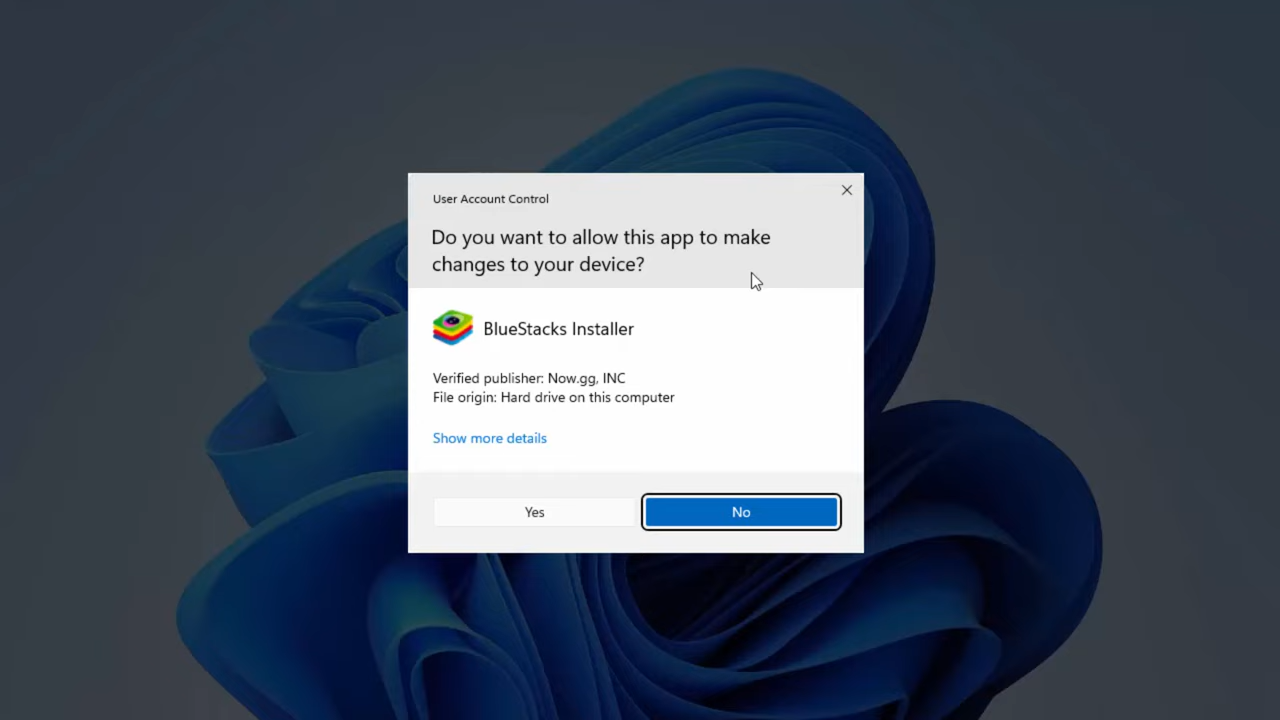 User Account Control
Do you want to allow this app to make
changes to your device?
BlueStacks Installer
Verified publisher: Now.gg, INC
File origin: Hard drive on this computer
Show more details
Yes
No